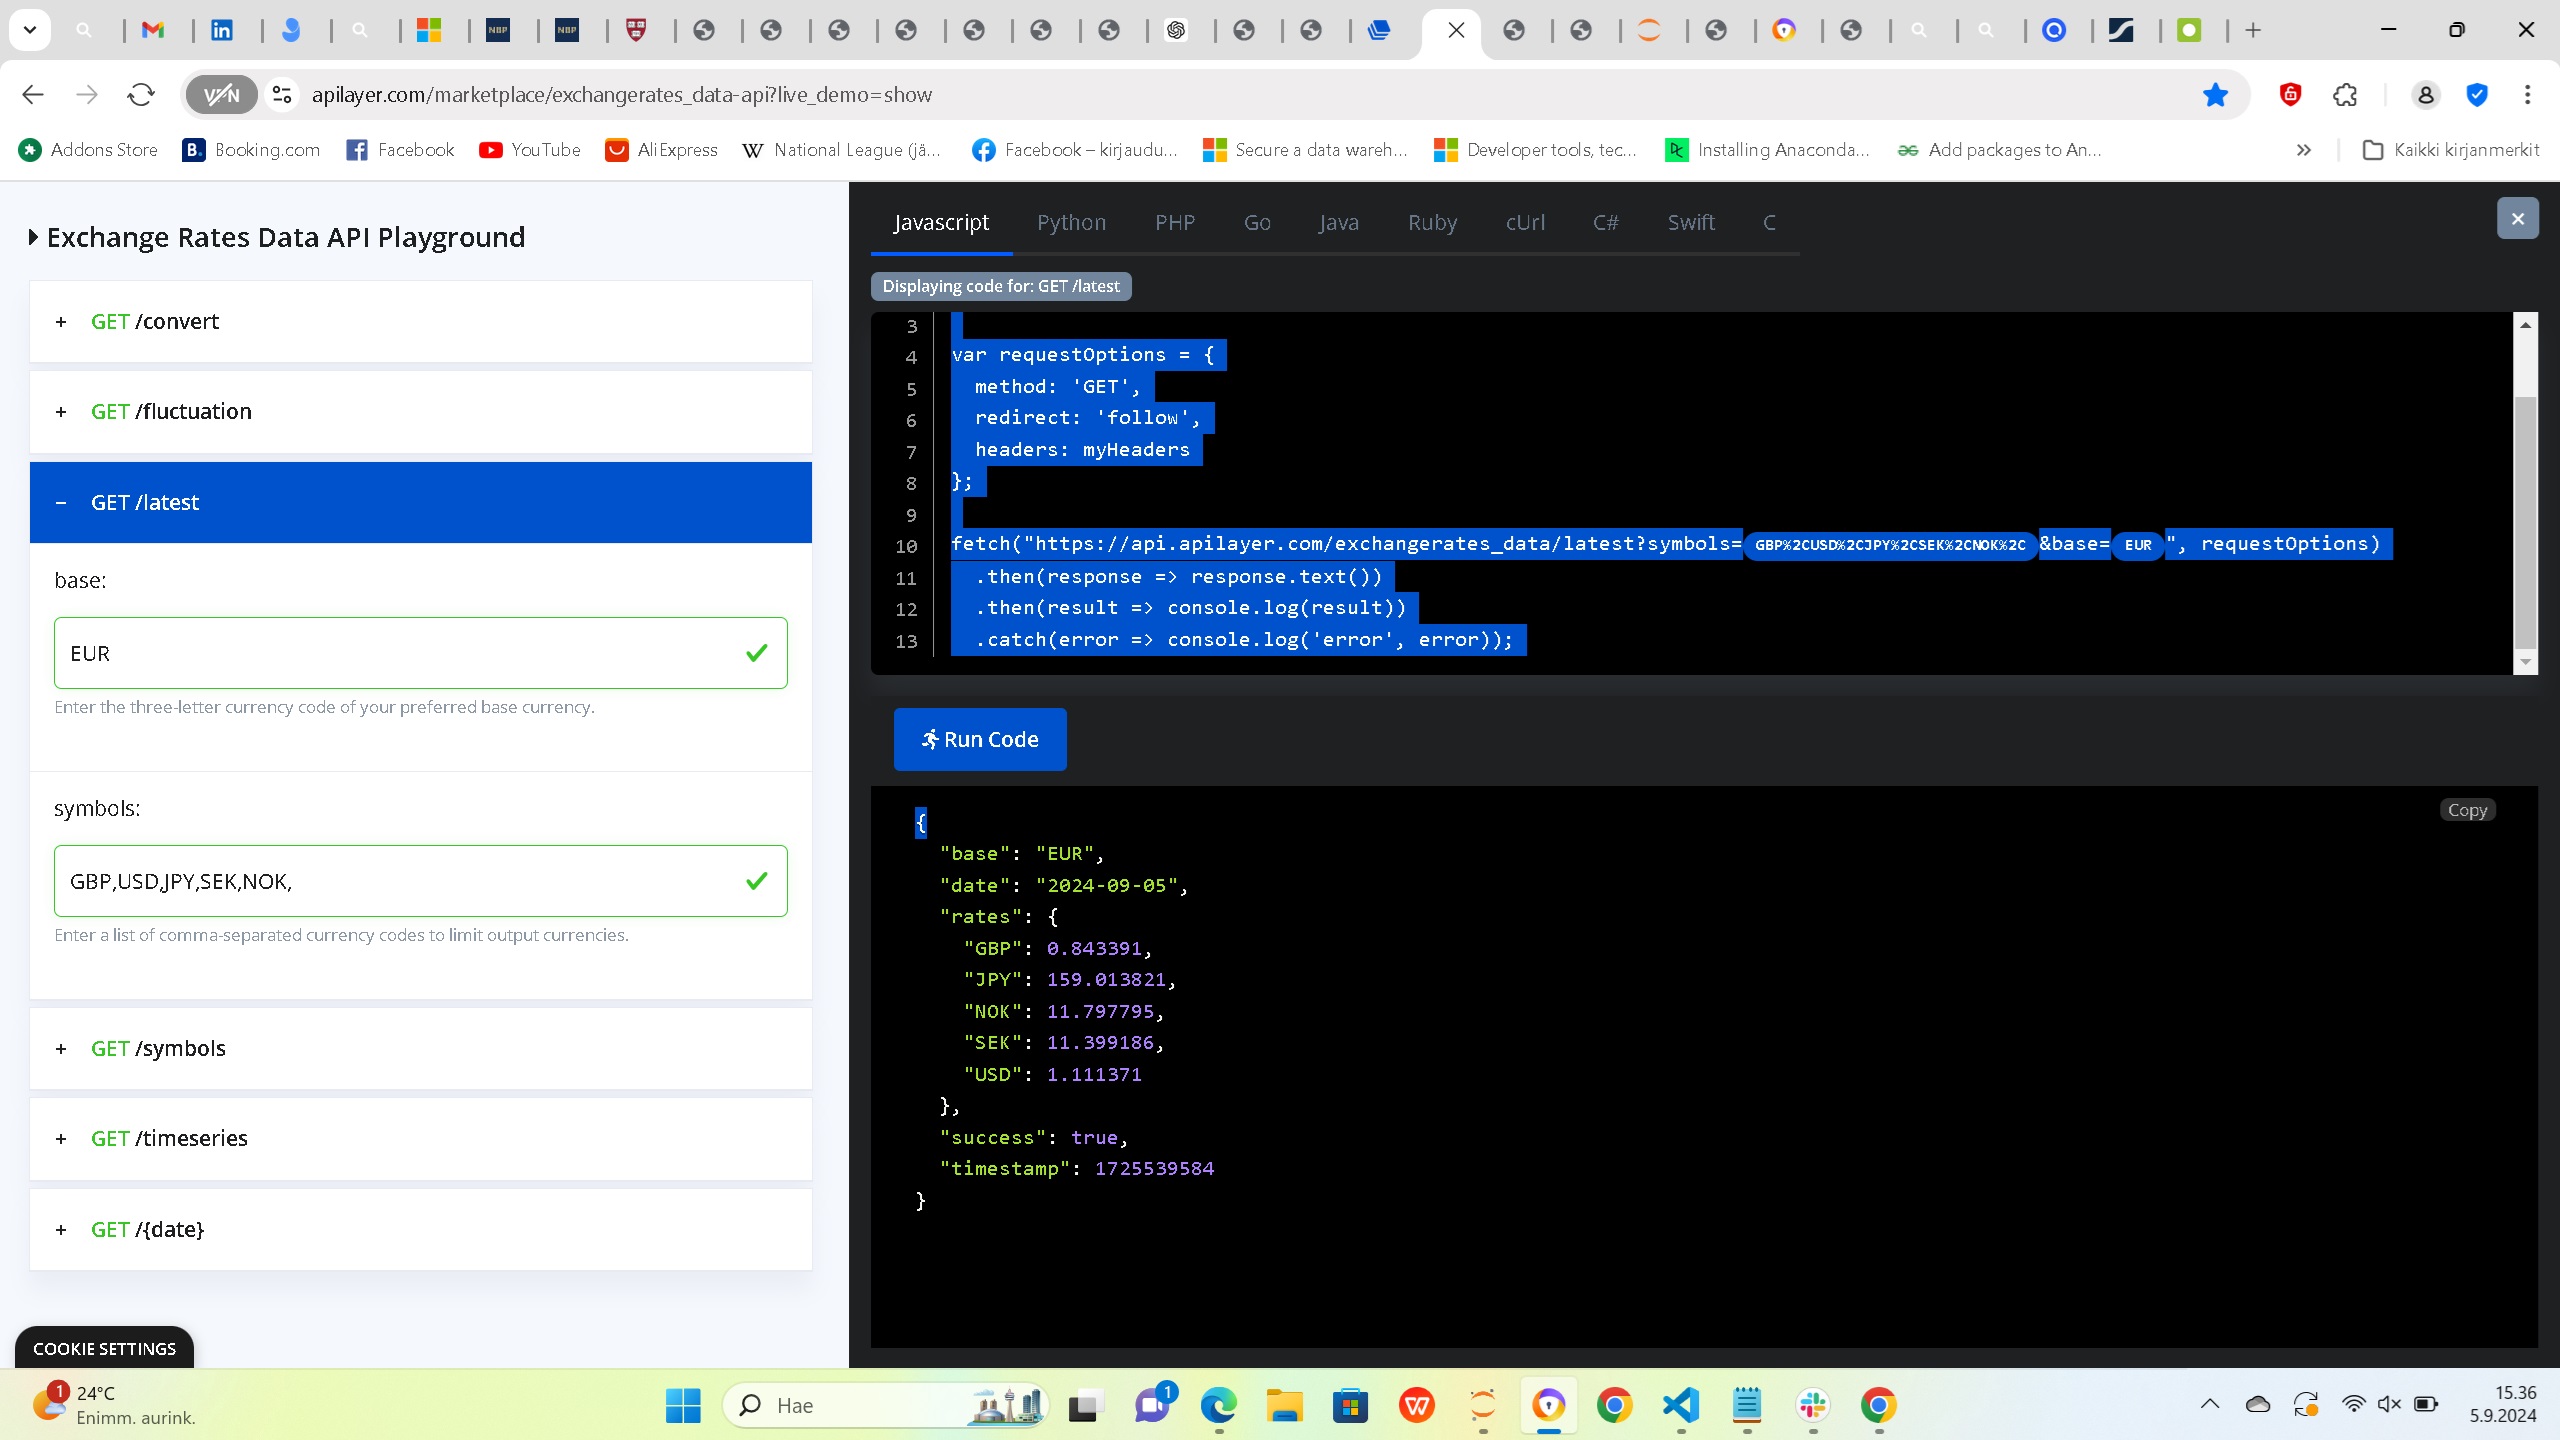 VPN
apilayer.com/marketplace/exchangerates_data-api?live_demo=show
Addons Store
Booking.com
Facebook
YouTube
AliExpress
National League (jä...
Facebook – kirjaudu...
Secure a data wareh...
Developer tools, tec...
Installing Anaconda...
Add packages to An...
Kaikki kirjanmerkit
Exchange Rates Data API Playground
+ GET /convert
+ GET /fluctuation
− GET /latest
base:
EUR
Enter the three-letter currency code of your preferred base currency.
symbols:
GBP,USD,JPY,SEK,NOK,
Enter a list of comma-separated currency codes to limit output currencies.
+ GET /symbols
+ GET /timeseries
+ GET /{date}
COOKIE SETTINGS
Javascript Python PHP Go Java Ruby cUrl C# Swift C
Displaying code for: GET /latest
3
4 var requestOptions = {
5   method: 'GET',
6   redirect: 'follow',
7   headers: myHeaders
8 };
9
10 fetch("https://api.apilayer.com/exchangerates_data/latest?symbols=GBP%2CUSD%2CJPY%2CSEK%2CNOK%2C&base=EUR", requestOptions)
11   .then(response => response.text())
12   .then(result => console.log(result))
13   .catch(error => console.log('error', error));
Run Code
Copy
{
  "base": "EUR",
  "date": "2024-09-05",
  "rates": {
    "GBP": 0.843391,
    "JPY": 159.013821,
    "NOK": 11.797795,
    "SEK": 11.399186,
    "USD": 1.111371
  },
  "success": true,
  "timestamp": 1725539584
}
1
24°C
Enimm. aurink.
Hae
1
15.36
5.9.2024